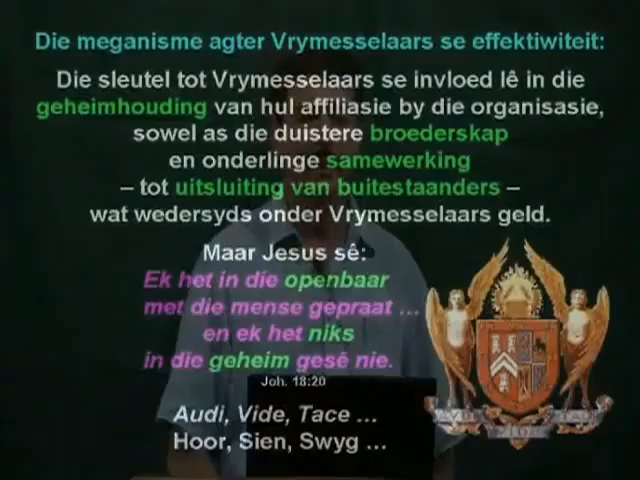 Die meganisme agter Vrymesselaars se effektiwiteit:
Die sleutel tot Vrymesselaars se invloed lê in die
geheimhouding van hul affiliasie by die organisasie,
sowel as die duistere broederskap
en onderlinge samewerking
– tot uitsluiting van buitestaanders –
wat wedersyds onder Vrymesselaars geld.
Maar Jesus sê:
Ek het in die openbaar
met die mense gepraat ...
en ek het niks
in die geheim gesê nie.
Joh. 18:20
Audi, Vide, Tace ...
Hoor, Sien, Swyg ...